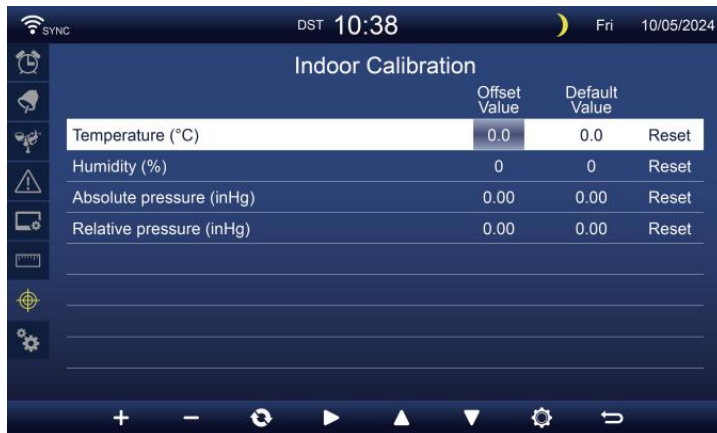 SYNC DST 10:38 Fri 10/05/2024
Indoor Calibration
Offset Value Default Value
Temperature (°C) 0.0 0.0 Reset
Humidity (%) 0 0 Reset
Absolute pressure (inHg) 0.00 0.00 Reset
Relative pressure (inHg) 0.00 0.00 Reset